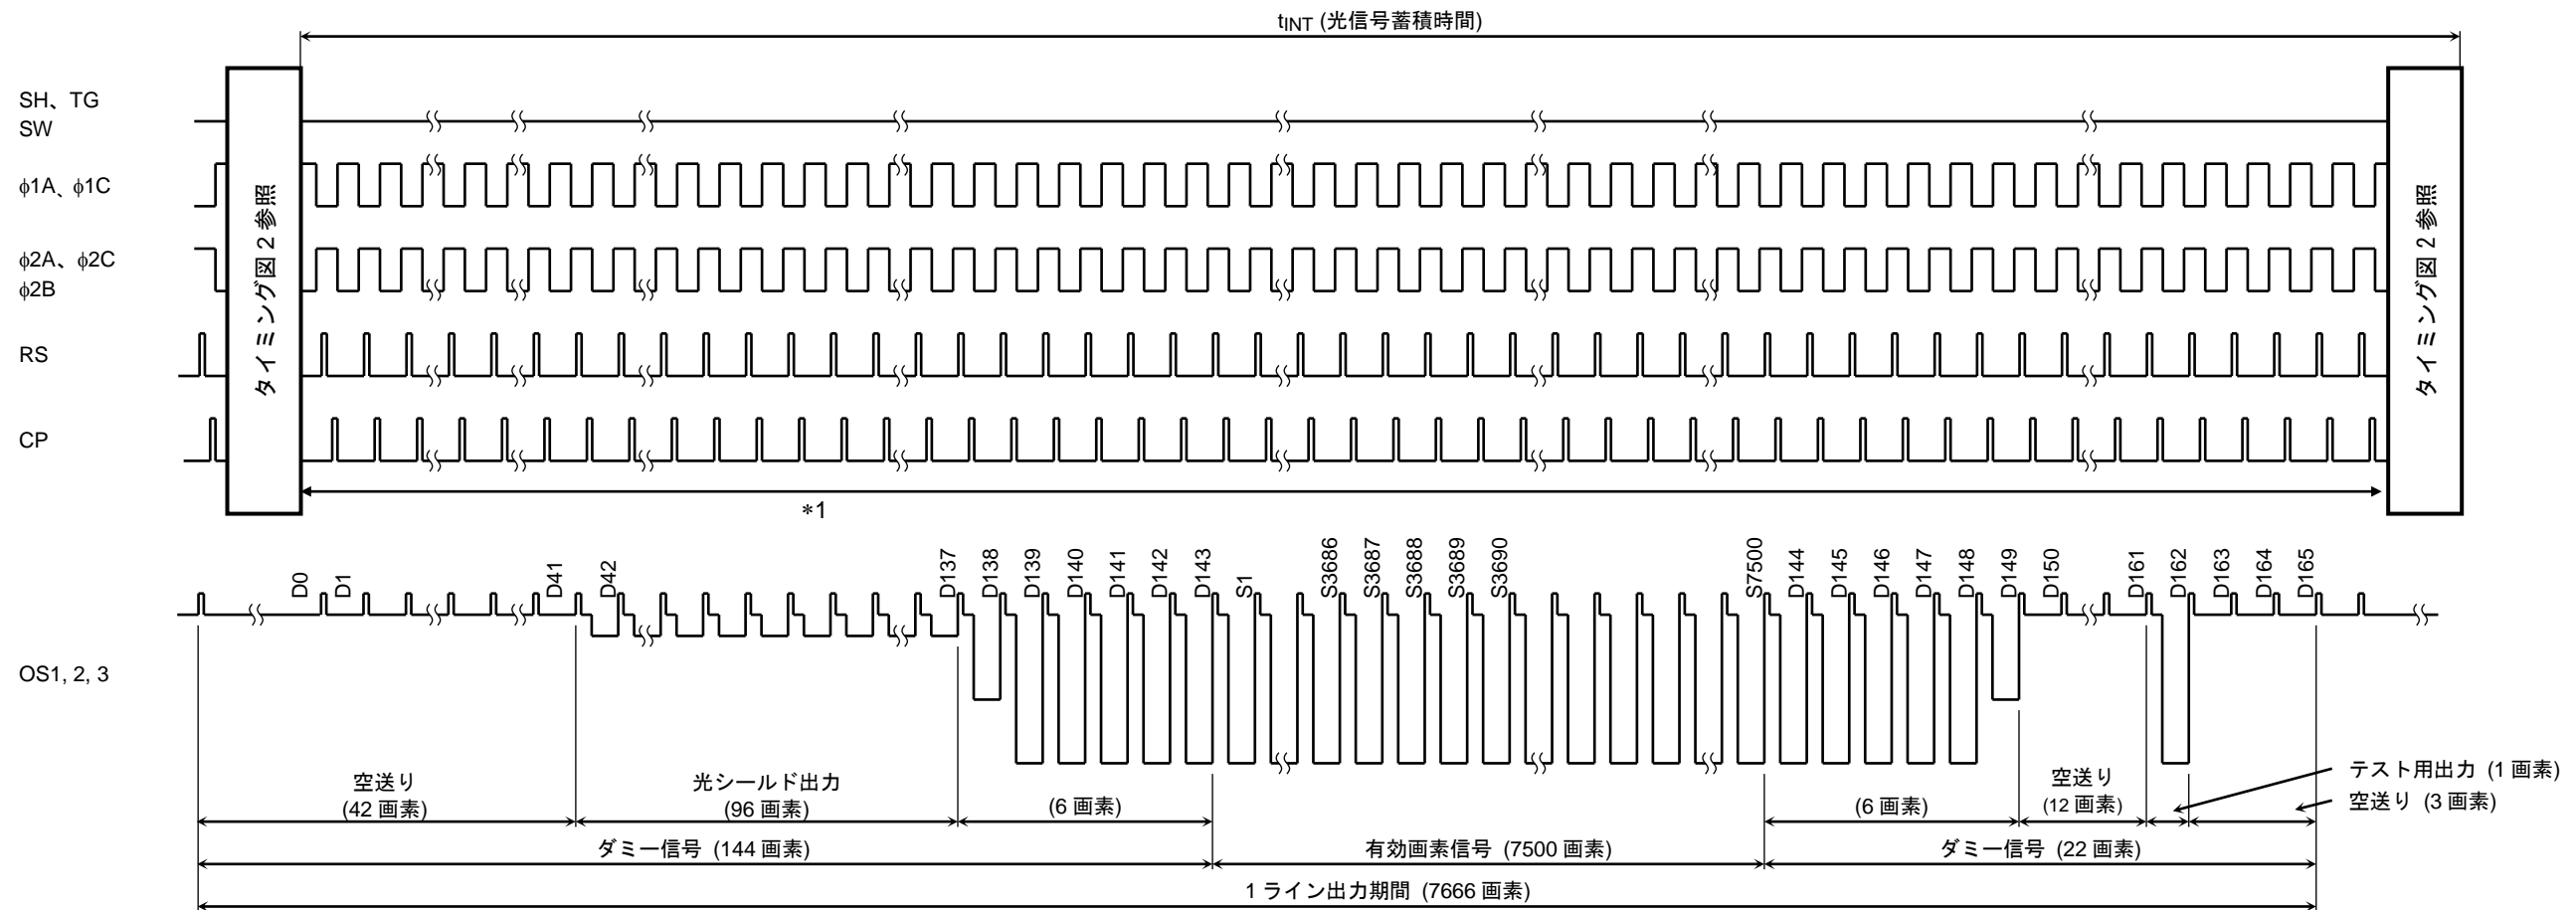 tINT (光信号蓄積時間)
SH、TG
SW
φ1A、φ1C
φ2A、φ2C
φ2B
RS
CP
タイミング図 2 参照
タイミング図 2 参照
*1
OS1, 2, 3
D0
D1
D41
D42
D137
D138
D139
D140
D141
D142
D143
S1
S3686
S3687
S3688
S3689
S3690
S7500
D144
D145
D146
D147
D148
D149
D150
D161
D162
D163
D164
D165
空送り
(42 画素)
光シールド出力
(96 画素)
(6 画素)
(6 画素)
空送り
(12 画素)
テスト用出力 (1 画素)
空送り (3 画素)
ダミー信号 (144 画素)
有効画素信号 (7500 画素)
ダミー信号 (22 画素)
1 ライン出力期間 (7666 画素)